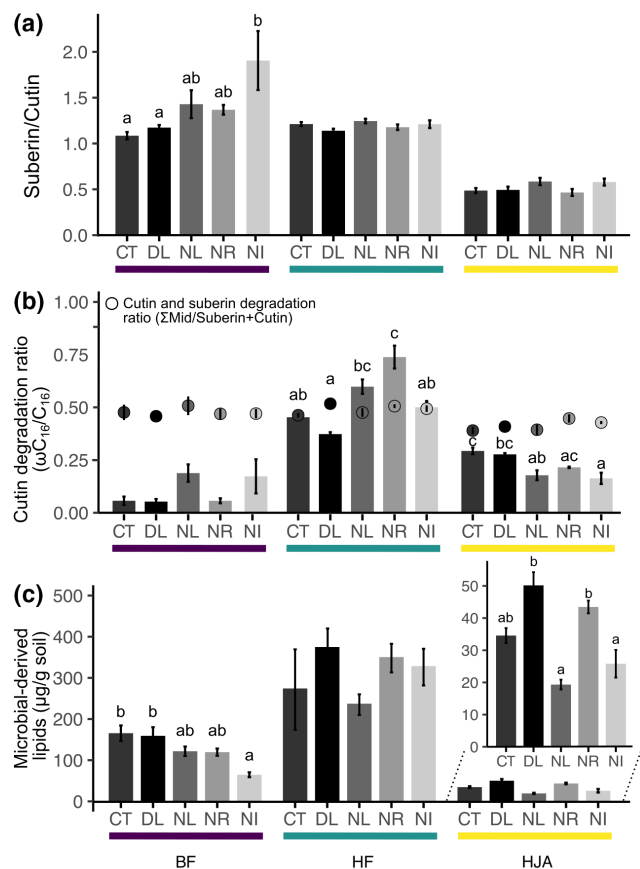 (a)
Suberin/Cutin
2.0
1.5
1.0
0.5
0.0
a a ab ab b
CT DL NL NR NI CT DL NL NR NI CT DL NL NR NI
(b)
Cutin and suberin degradation
ratio (ΣMid/Suberin+Cutin)
Cutin degradation ratio
(ωC16/C16)
1.00
0.75
0.50
0.25
0.00
ab a bc c ab
c bc ab ac a
CT DL NL NR NI CT DL NL NR NI CT DL NL NR NI
(c)
Microbial-derived
lipids (µg/g soil)
500
400
300
200
100
0
b b ab ab a
60
50
40
30
20
10
0
ab b a b a
CT DL NL NR NI
CT DL NL NR NI CT DL NL NR NI CT DL NL NR NI
BF HF HJA